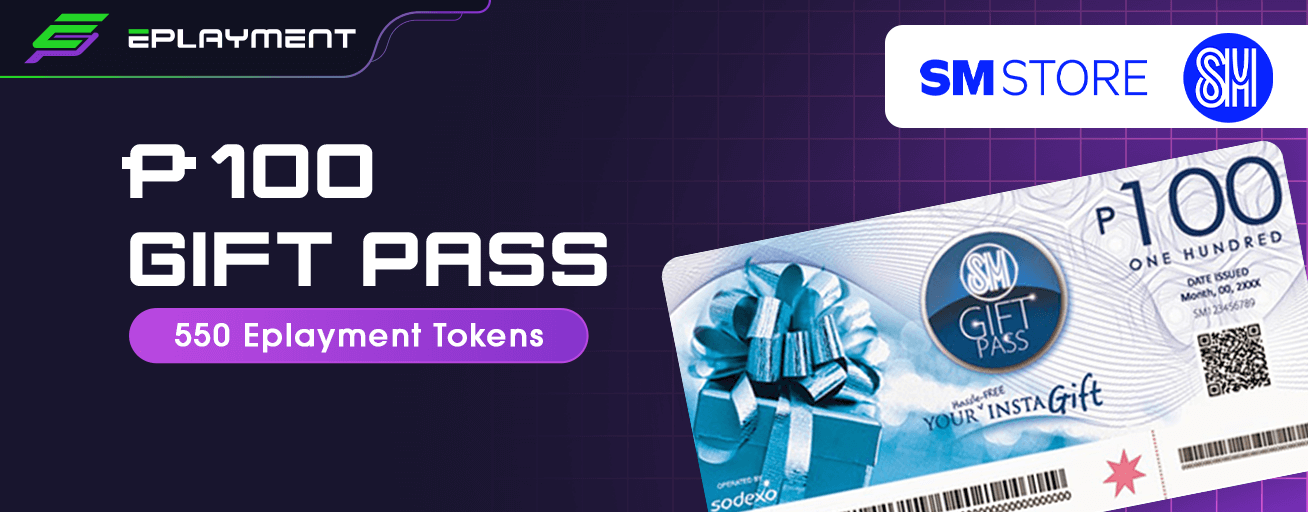 EPLAYMENT
SM STORE
SM
₱100
GIFT PASS
550 Eplayment Tokens
P100
ONE HUNDRED
DATE ISSUED
Month, 00, 2XXX
SM123456789
SM
GIFT
PASS
Hassle-FREE
YOUR INSTA Gift
OPERATED BY
sodexo